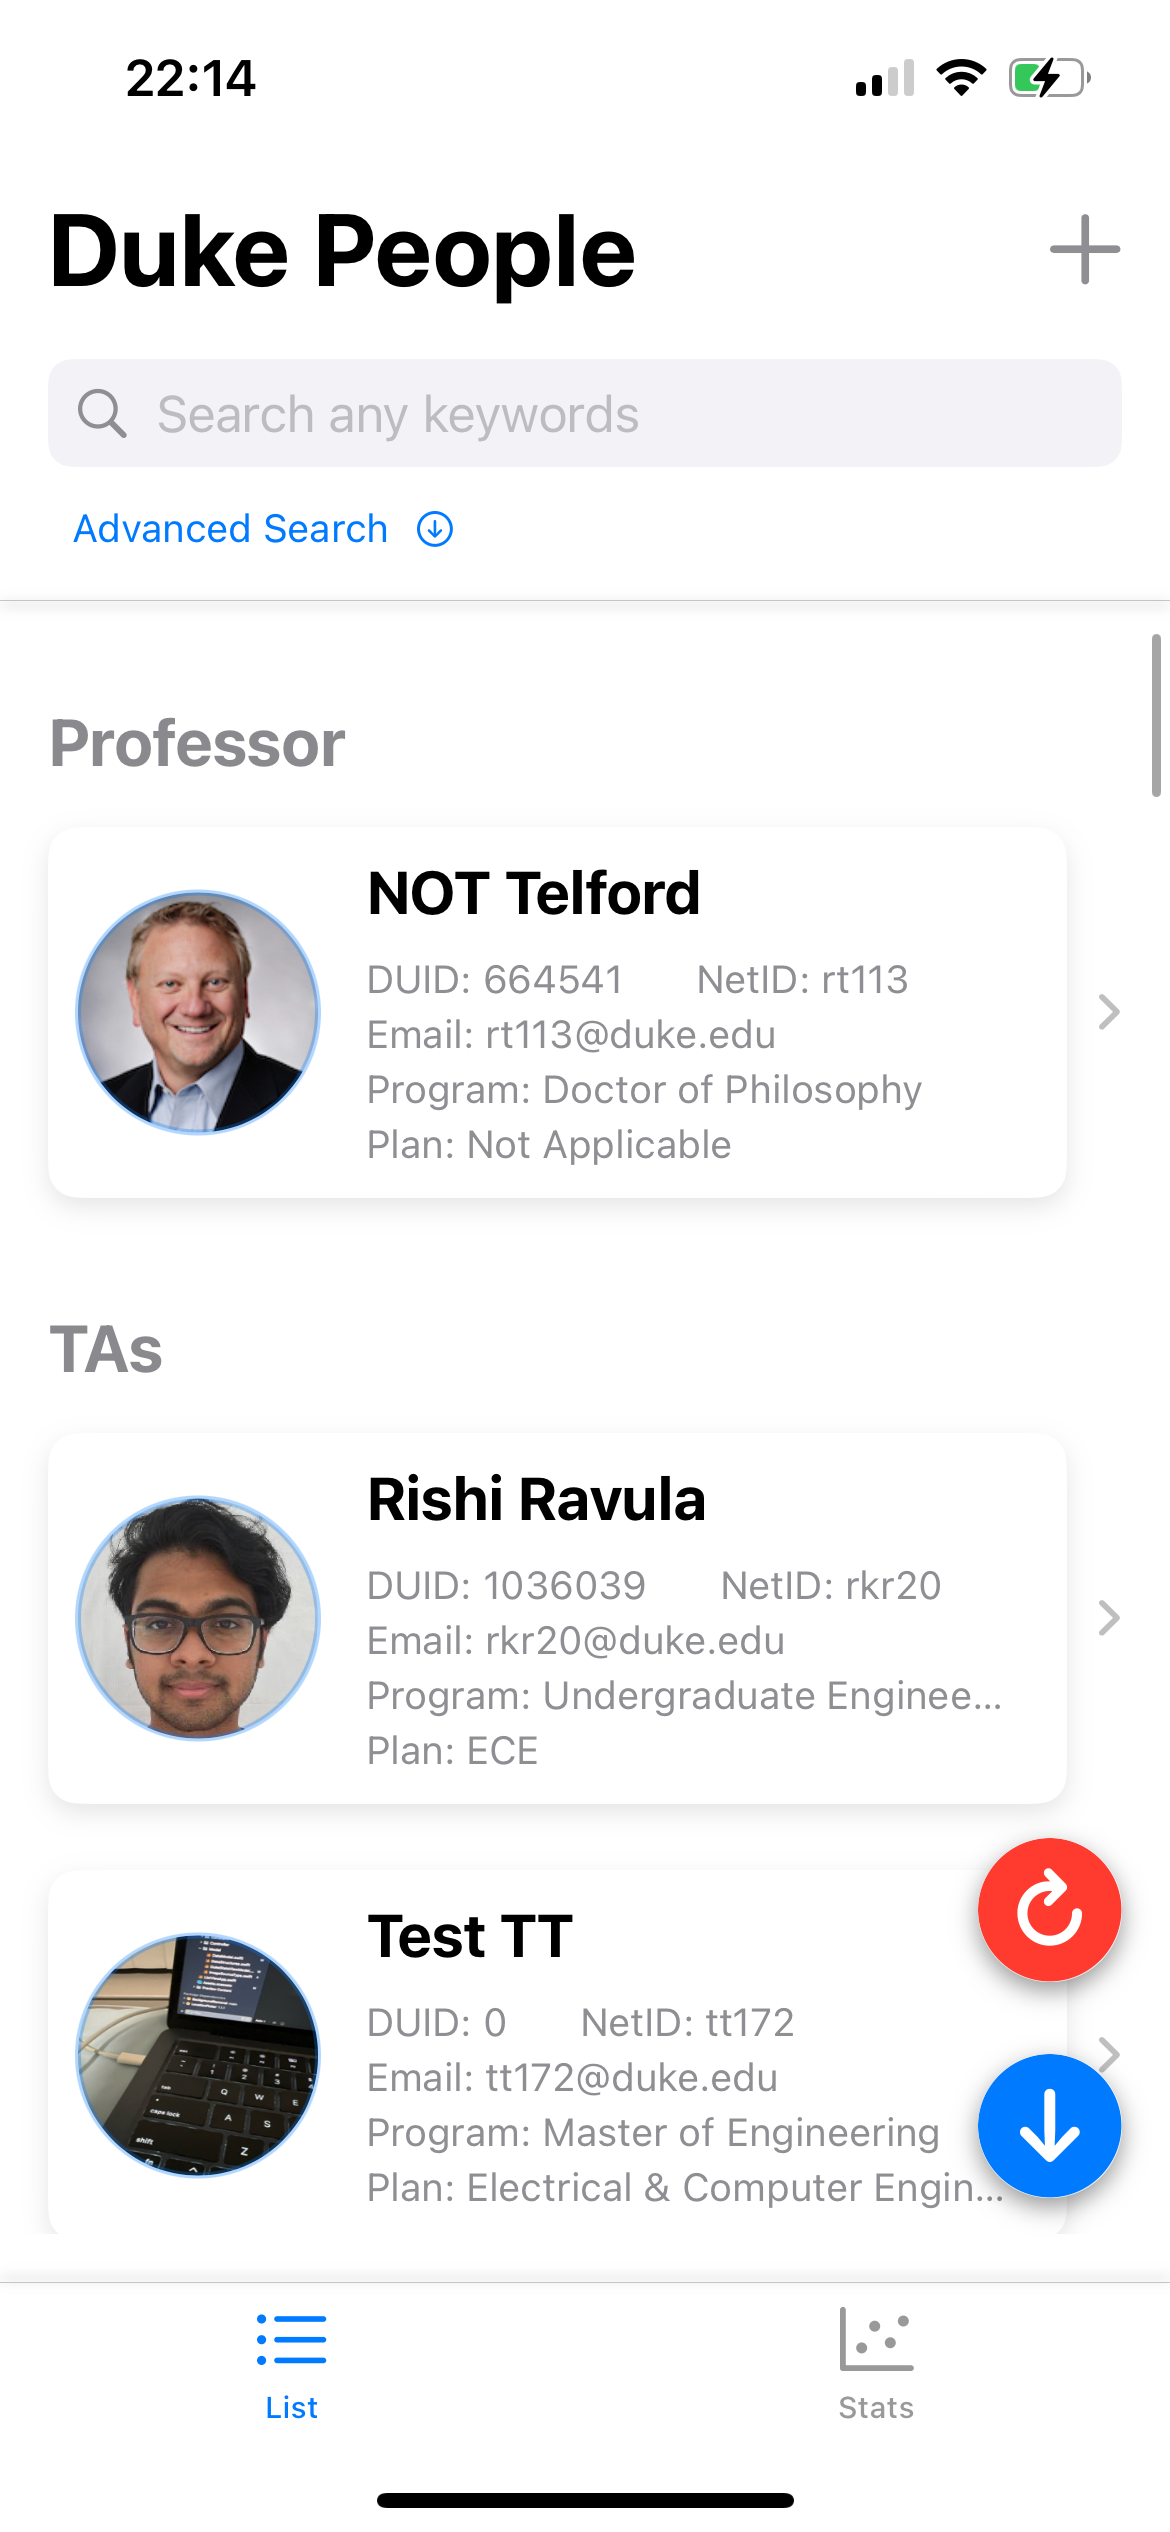 22:14
Duke People
Search any keywords
Advanced Search
Professor
NOT Telford
DUID: 664541 NetID: rt113
Email: rt113@duke.edu
Program: Doctor of Philosophy
Plan: Not Applicable
TAs
Rishi Ravula
DUID: 1036039 NetID: rkr20
Email: rkr20@duke.edu
Program: Undergraduate Enginee...
Plan: ECE
Test TT
DUID: 0 NetID: tt172
Email: tt172@duke.edu
Program: Master of Engineering
Plan: Electrical & Computer Engin...
List
Stats